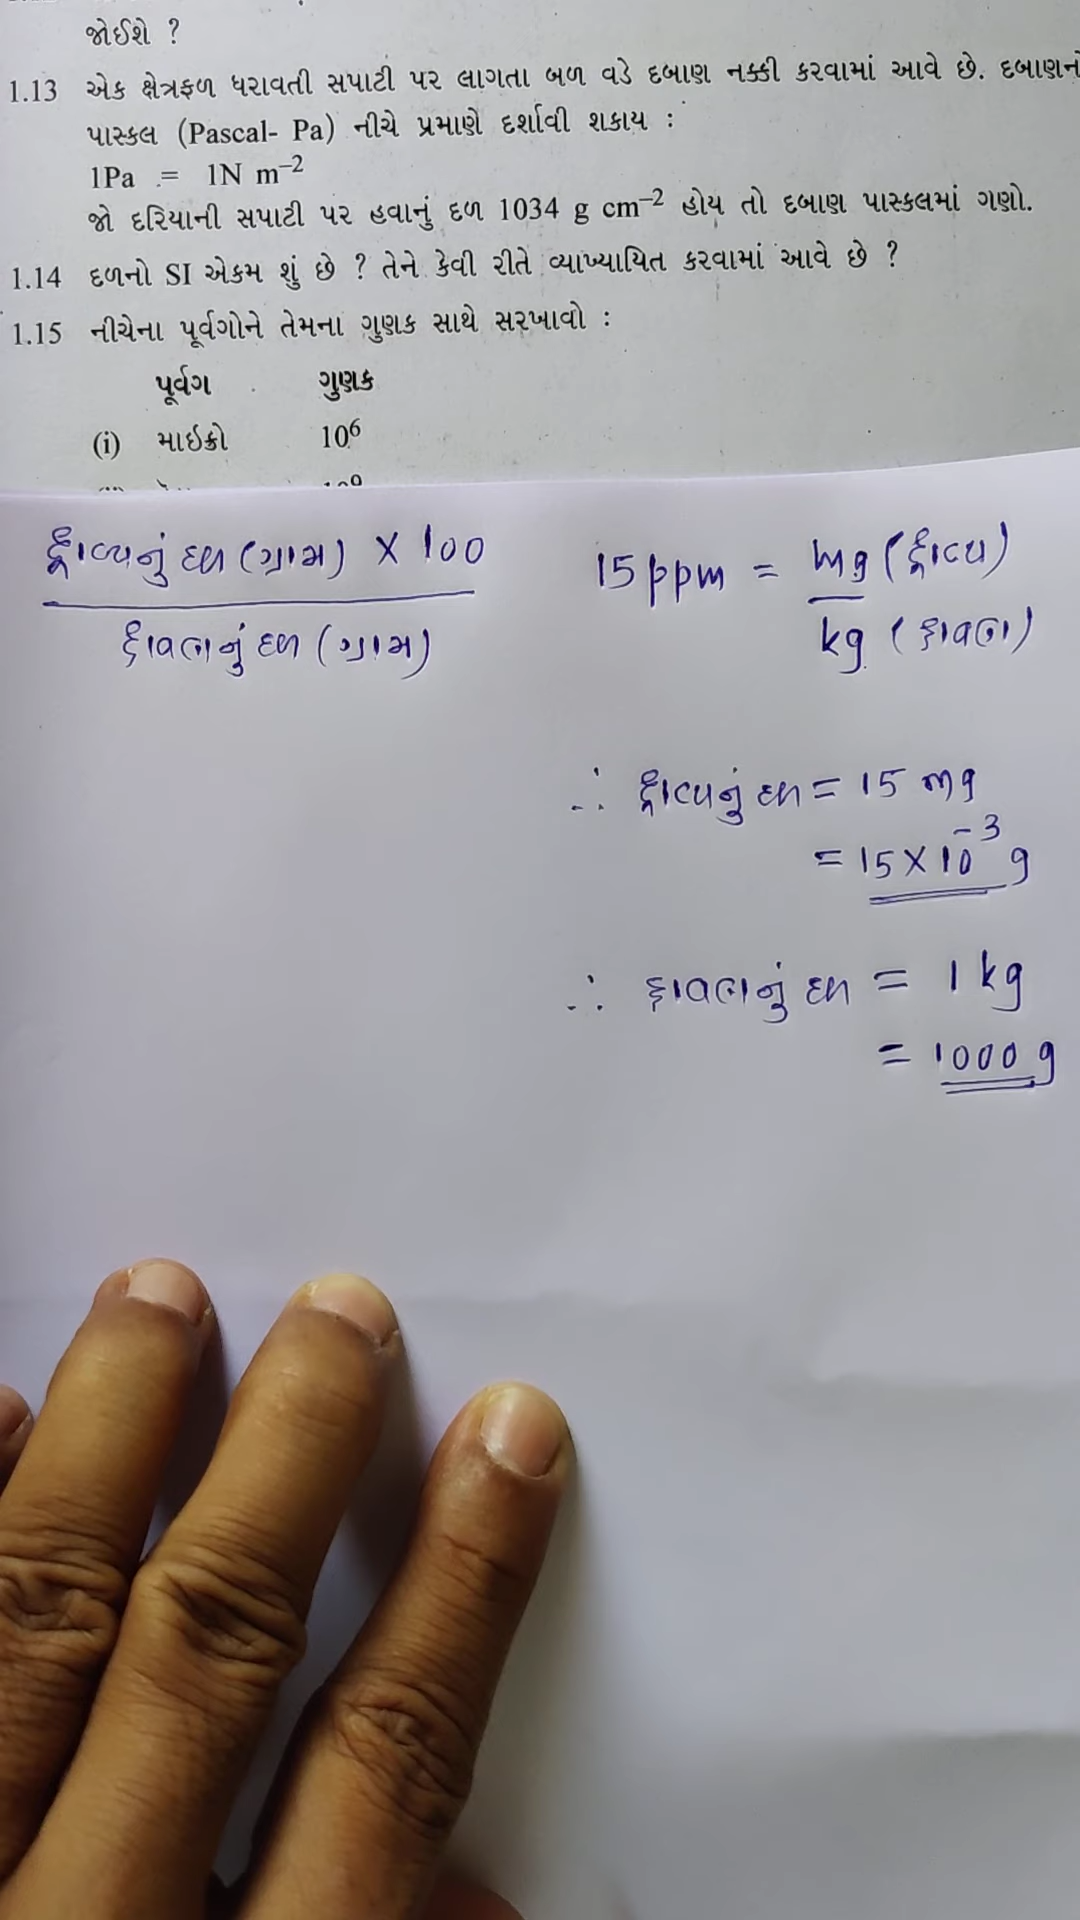 જોઈશે ?
1.13 એક ક્ષેત્રફળ ધરાવતી સપાટી પર લાગતા બળ વડે દબાણ નક્કી કરવામાં આવે છે. દબાણને
પાસ્કલ (Pascal- Pa) નીચે પ્રમાણે દર્શાવી શકાય :
1Pa = 1N m⁻²
જો દરિયાની સપાટી પર હવાનું દળ 1034 g cm⁻² હોય તો દબાણ પાસ્કલમાં ગણો.
1.14 દળનો SI એકમ શું છે ? તેને કેવી રીતે વ્યાખ્યાયિત કરવામાં આવે છે ?
1.15 નીચેના પૂર્વગોને તેમના ગુણક સાથે સરખાવો :
પૂર્વગ ગુણક
(i) માઇક્રો 10⁶
દ્રાવ્યનું દળ (ગ્રામ) × 100
દ્રાવણનું દળ (ગ્રામ)
15 ppm = mg (દ્રાવ્ય)
kg (દ્રાવણ)
∴ દ્રાવ્યનું દળ = 15 mg
= 15 × 10⁻³ g
∴ દ્રાવણનું દળ = 1 kg
= 1000 g